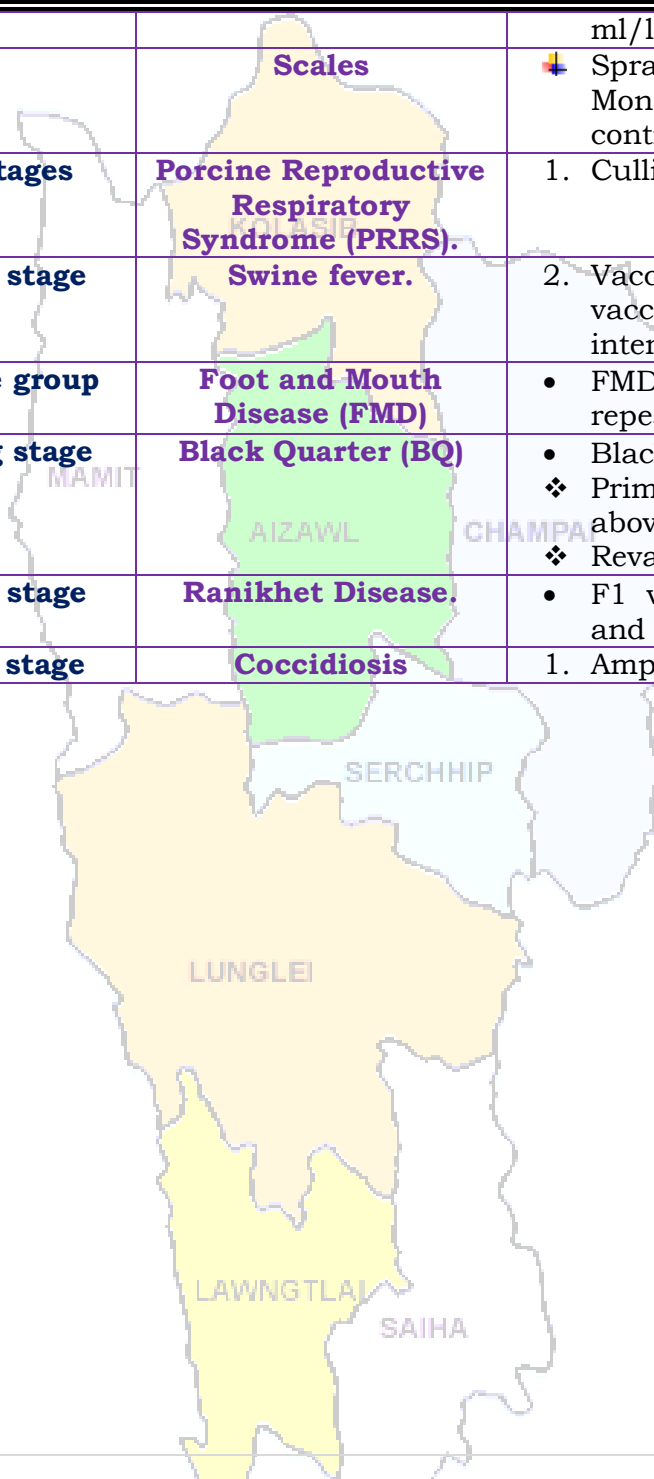 ml/l
Scales
Spra
Mon
cont
tages
Porcine Reproductive
Respiratory
Syndrome (PRRS).
1. Culli
KOLASIB
stage
Swine fever.
2. Vacc
vacc
inter
group
Foot and Mouth
Disease (FMD)
• FMD
repe
stage
Black Quarter (BQ)
• Blac
❖ Prim
abov
❖ Reva
MAMIT
AIZAWL
CHAMPAI
stage
Ranikhet Disease.
• F1 v
and
stage
Coccidiosis
1. Amp
SERCHHIP
LUNGLEI
LAWNGTLAI
SAIHA